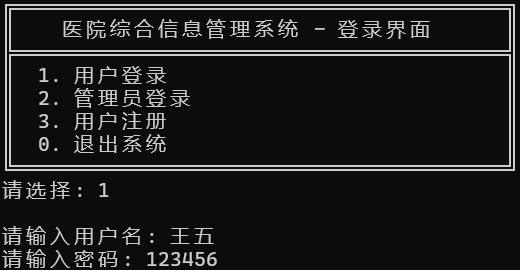 医院综合信息管理系统 - 登录界面
1. 用户登录
2. 管理员登录
3. 用户注册
0. 退出系统
请选择: 1
请输入用户名: 王五
请输入密码: 123456